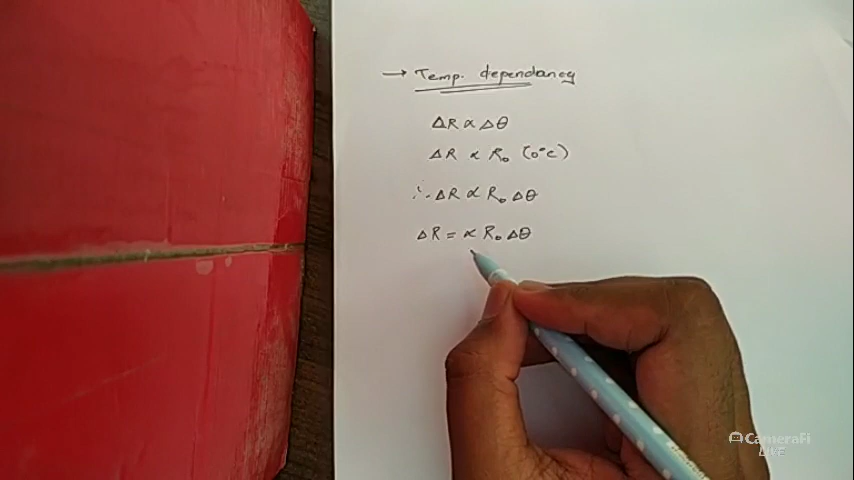 → Temp. dependancy
ΔR ∝ Δθ
ΔR ∝ R₀ (0°C)
∴ ΔR ∝ R₀ Δθ
ΔR = ∝ R₀ Δθ
CameraFi
LIVE